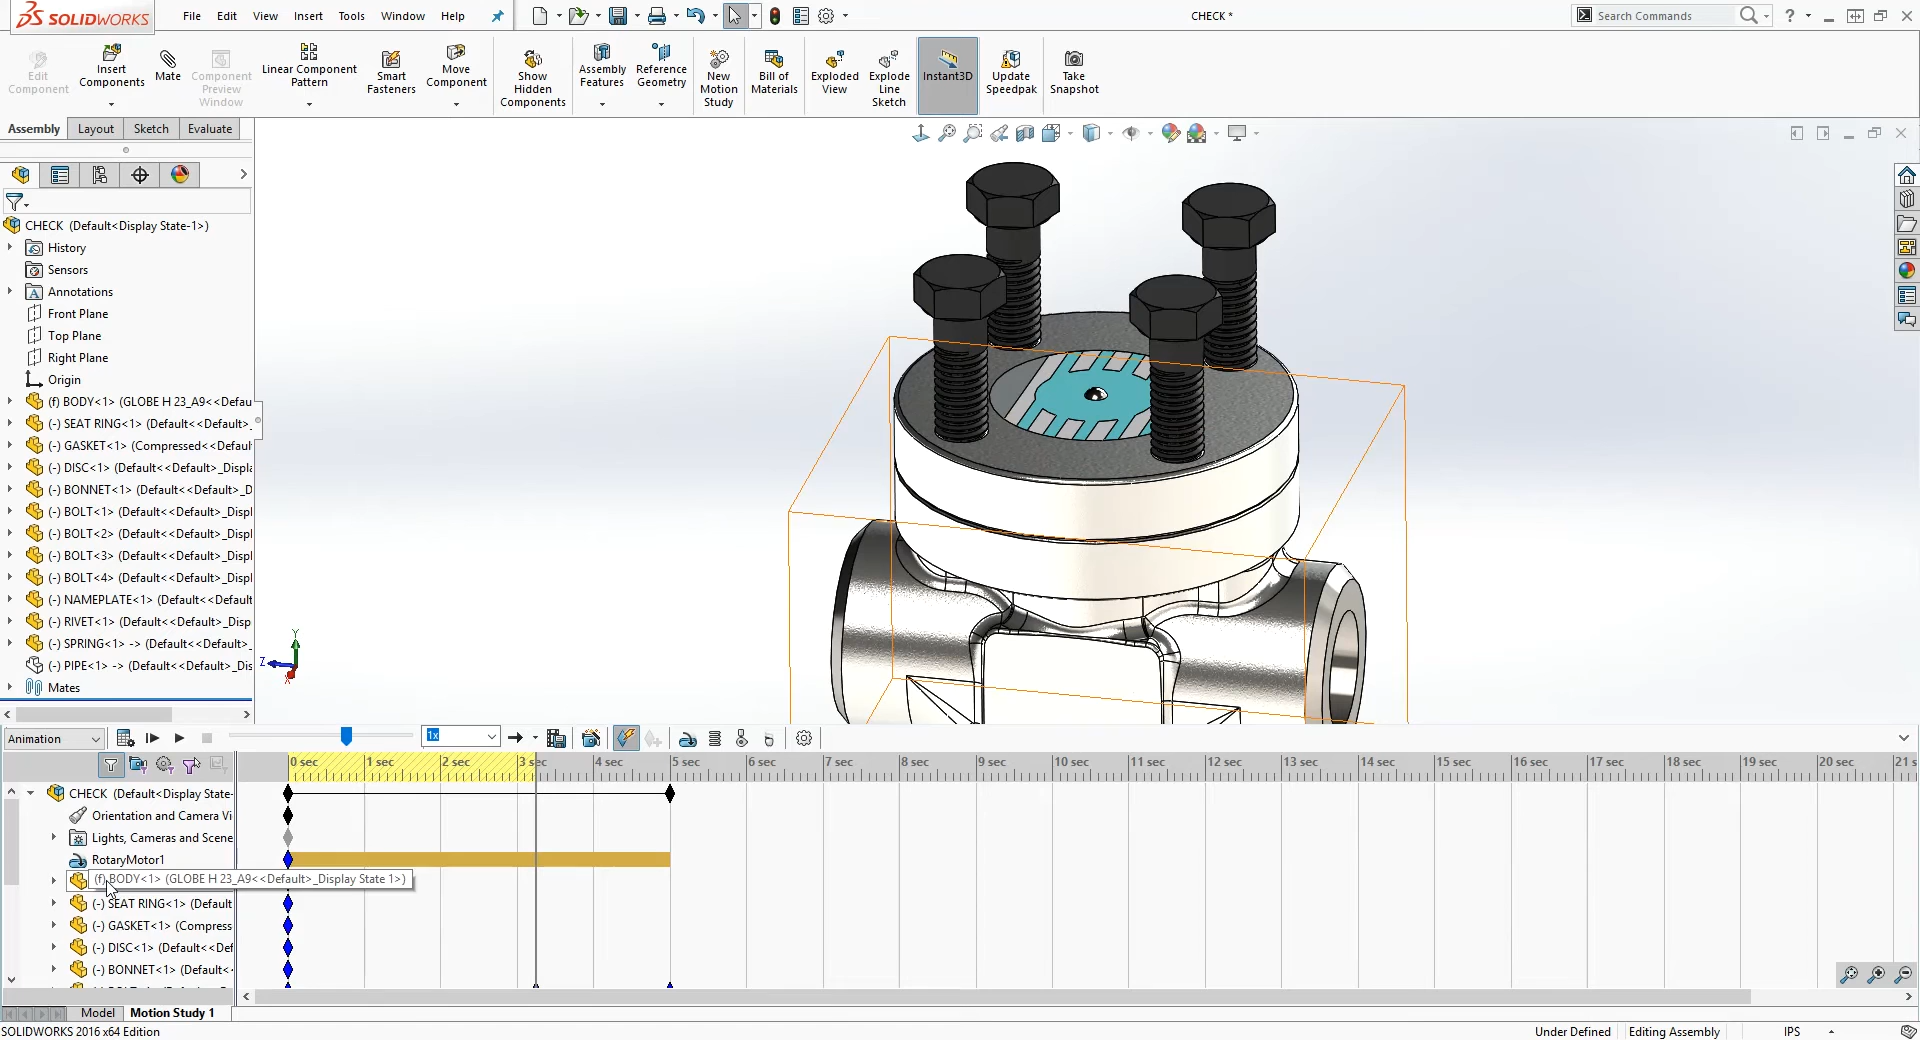 SOLIDWORKS File Edit View Insert Tools Window Help CHECK * Search Commands
Edit Component
Insert Components
Mate
Component Preview Window
Linear Component Pattern
Smart Fasteners
Move Component
Show Hidden Components
Assembly Features
Reference Geometry
New Motion Study
Bill of Materials
Exploded View
Explode Line Sketch
Instant3D
Update Speedpak
Take Snapshot
Assembly Layout Sketch Evaluate
CHECK (Default<Display State-1>)
History
Sensors
Annotations
Front Plane
Top Plane
Right Plane
Origin
(f) BODY<1> (GLOBE H 23_A9<<Defau
(-) SEAT RING<1> (Default<<Default>_
(-) GASKET<1> (Compressed<<Defaul
(-) DISC<1> (Default<<Default>_Displa
(-) BONNET<1> (Default<<Default>_D
(-) BOLT<1> (Default<<Default>_Displ
(-) BOLT<2> (Default<<Default>_Displ
(-) BOLT<3> (Default<<Default>_Displ
(-) BOLT<4> (Default<<Default>_Displ
(-) NAMEPLATE<1> (Default<<Default
(-) RIVET<1> (Default<<Default>_Disp
(-) SPRING<1> -> (Default<<Default>_
(-) PIPE<1> -> (Default<<Default>_Dis
Mates
Y
Z
X
Animation 1x
0 sec 1 sec 2 sec 3 sec 4 sec 5 sec 6 sec 7 sec 8 sec 9 sec 10 sec 11 sec 12 sec 13 sec 14 sec 15 sec 16 sec 17 sec 18 sec 19 sec 20 sec 21 s
CHECK (Default<Display State-
Orientation and Camera Vi
Lights, Cameras and Scene
RotaryMotor1
(f) BODY<1> (GLOBE H 23_A9<<Default>_Display State 1>)
(-) SEAT RING<1> (Default
(-) GASKET<1> (Compress
(-) DISC<1> (Default<<Def
(-) BONNET<1> (Default<<
Model Motion Study 1
SOLIDWORKS 2016 x64 Edition Under Defined Editing Assembly IPS